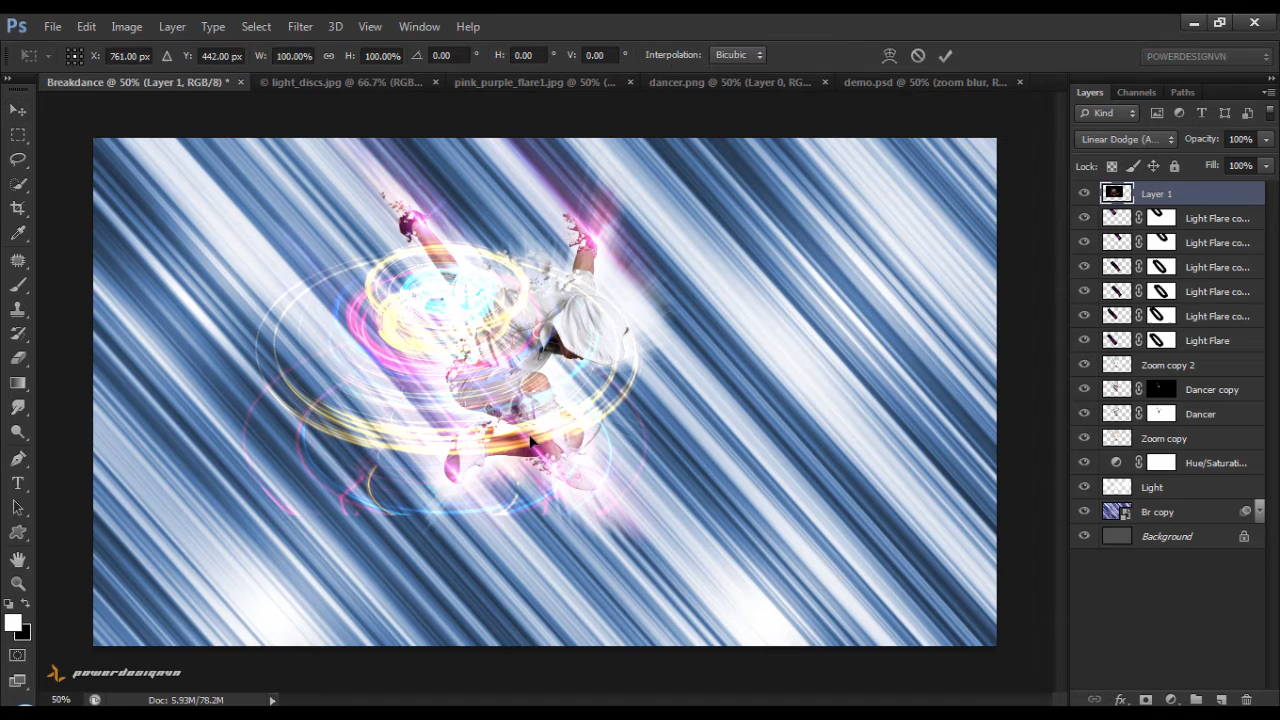 Ps File Edit Image Layer Type Select Filter 3D View Window Help
X: 761.00 px Y: 442.00 px W: 100.00% H: 100.00% 0.00 ° H: 0.00 ° V: 0.00 ° Interpolation: Bicubic POWERDESIGNVN
Breakdance @ 50% (Layer 1, RGB/8) * × © light_discs.jpg @ 66.7% (RGB... × pink_purple_flare1.jpg @ 50% (... × dancer.png @ 50% (Layer 0, RG... × demo.psd @ 50% (zoom blur, R... ×
Layers Channels Paths
Kind
Linear Dodge (A... Opacity: 100%
Lock: Fill: 100%
Layer 1
Light Flare co...
Light Flare co...
Light Flare co...
Light Flare co...
Light Flare co...
Light Flare
Zoom copy 2
Dancer copy
Dancer
Zoom copy
Hue/Saturati...
Light
Br copy
Background
powerdesignvn
50% Doc: 5.93M/78.2M
fx